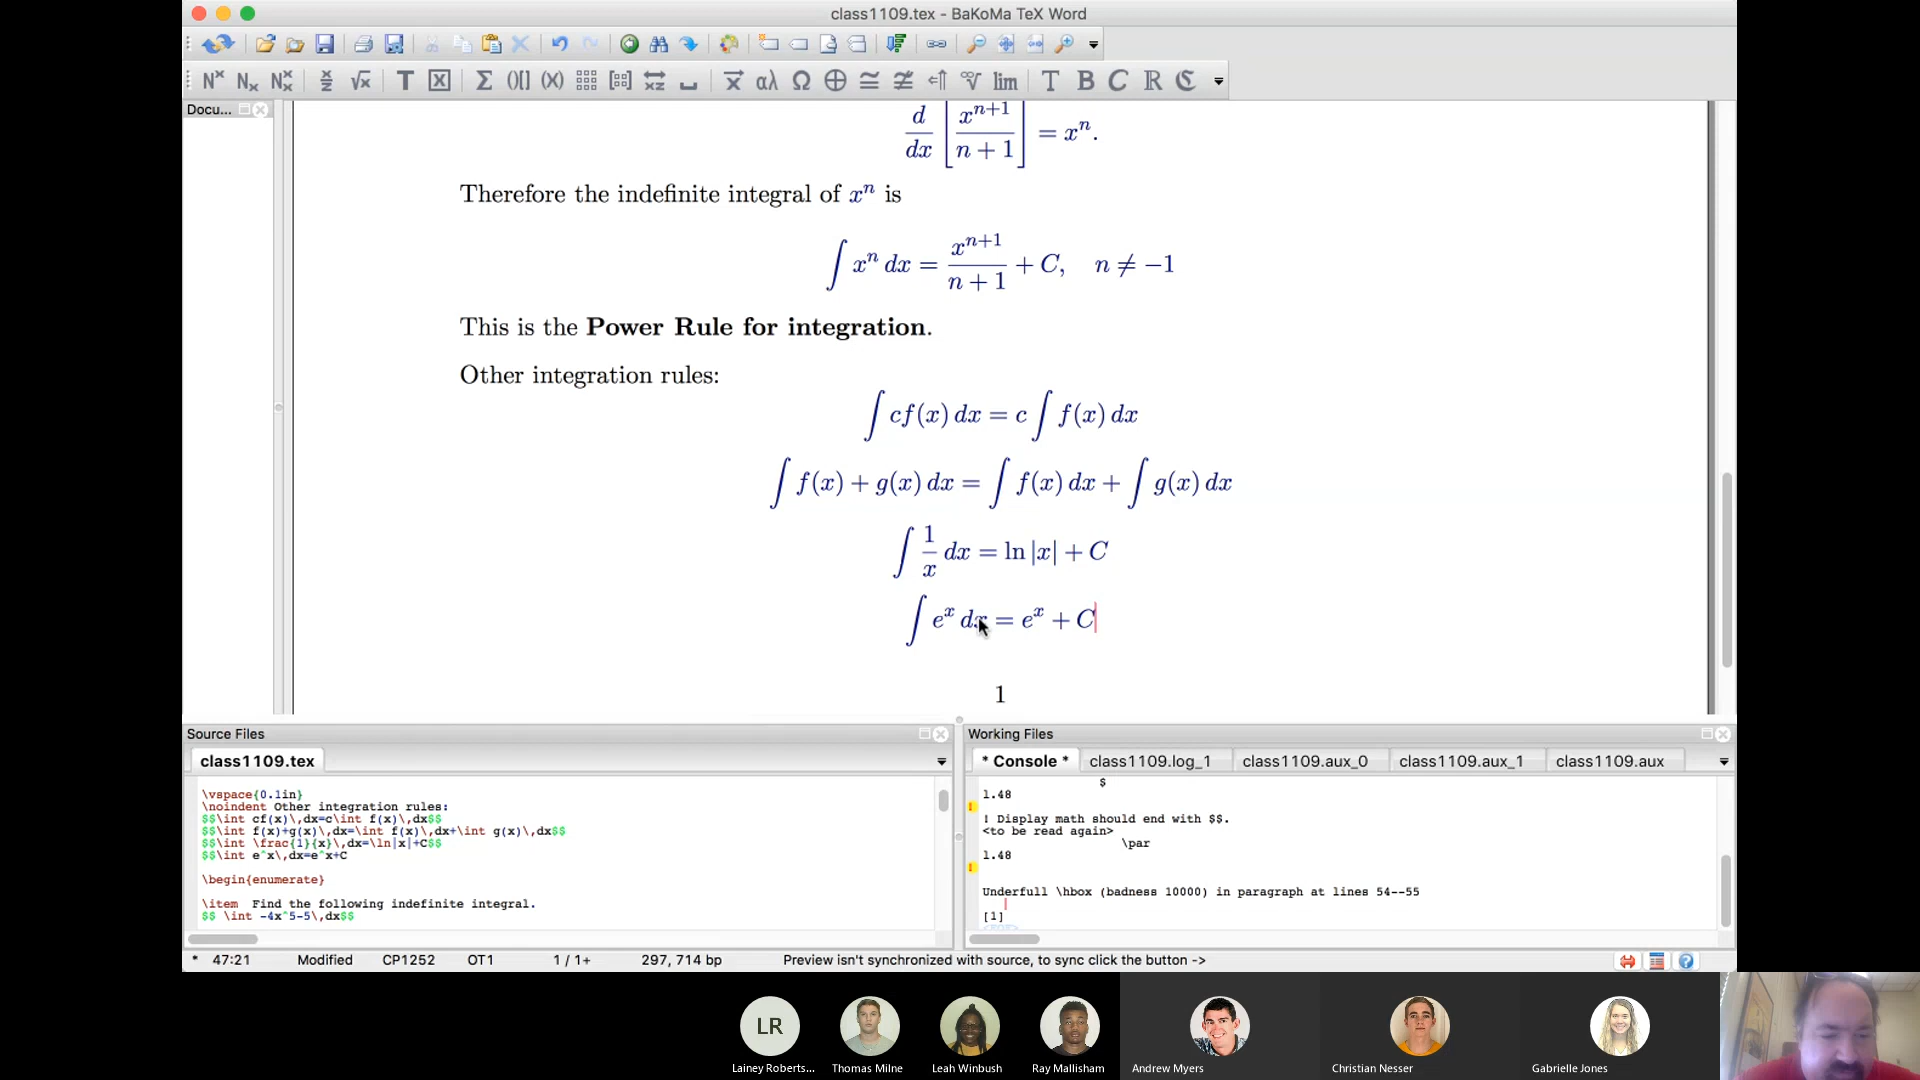 class1109.tex - BaKoMa TeX Word
Docu...
d/dx [x^{n+1}/(n+1)] = x^n.
Therefore the indefinite integral of x^n is
∫ x^n dx = x^{n+1}/(n+1) + C, n ≠ −1
This is the Power Rule for integration.
Other integration rules:
∫ cf(x) dx = c ∫ f(x) dx
∫ f(x) + g(x) dx = ∫ f(x) dx + ∫ g(x) dx
∫ 1/x dx = ln |x| + C
∫ e^x dx = e^x + C
1
Source Files
class1109.tex
\vspace{0.1in}
\noindent Other integration rules:
$$\int cf(x)\,dx=c\int f(x)\,dx$$
$$\int f(x)+g(x)\,dx=\int f(x)\,dx+\int g(x)\,dx$$
$$\int \frac{1}{x}\,dx=\ln|x|+C$$
$$\int e^x\,dx=e^x+C
\begin{enumerate}
\item Find the following indefinite integral.
$$ \int -4x^5-5\,dx$$
Working Files
* Console * class1109.log_1 class1109.aux_0 class1109.aux_1 class1109.aux
$
l.48
! Display math should end with $$.
<to be read again>
\par
l.48
Underfull \hbox (badness 10000) in paragraph at lines 54--55
[1]
* 47:21 Modified CP1252 OT1 1 / 1+ 297, 714 bp Preview isn't synchronized with source, to sync click the button ->
LR
Lainey Roberts... Thomas Milne Leah Winbush Ray Mallisham Andrew Myers Christian Nesser Gabrielle Jones